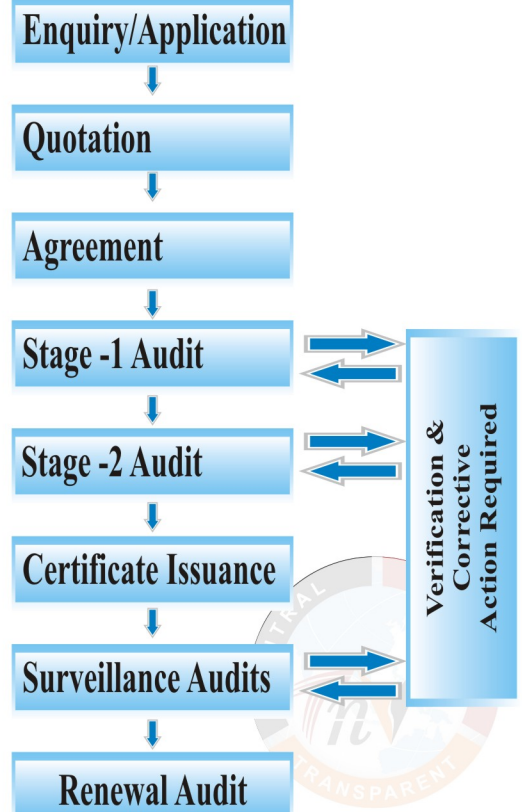 Enquiry/Application
Quotation
Agreement
Stage -1 Audit
Stage -2 Audit
Certificate Issuance
Surveillance Audits
Renewal Audit
Verification &
Corrective
Action Required
TRANSPARENT